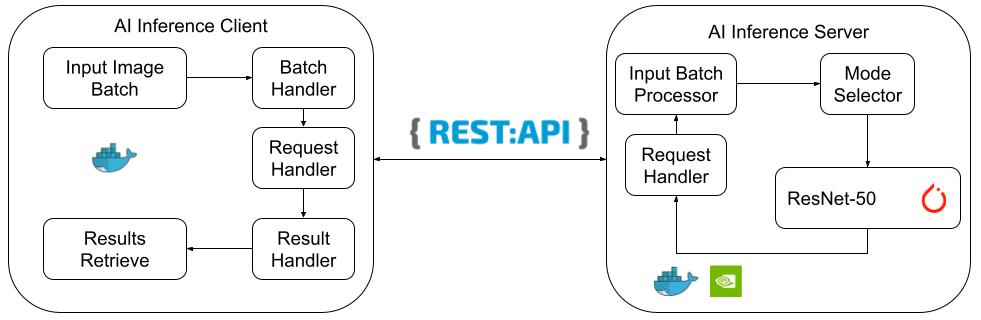 AI Inference Client
Input Image
Batch
Batch
Handler
Request
Handler
Results
Retrieve
Result
Handler
{ REST:API }
AI Inference Server
Input Batch
Processor
Mode
Selector
Request
Handler
ResNet-50